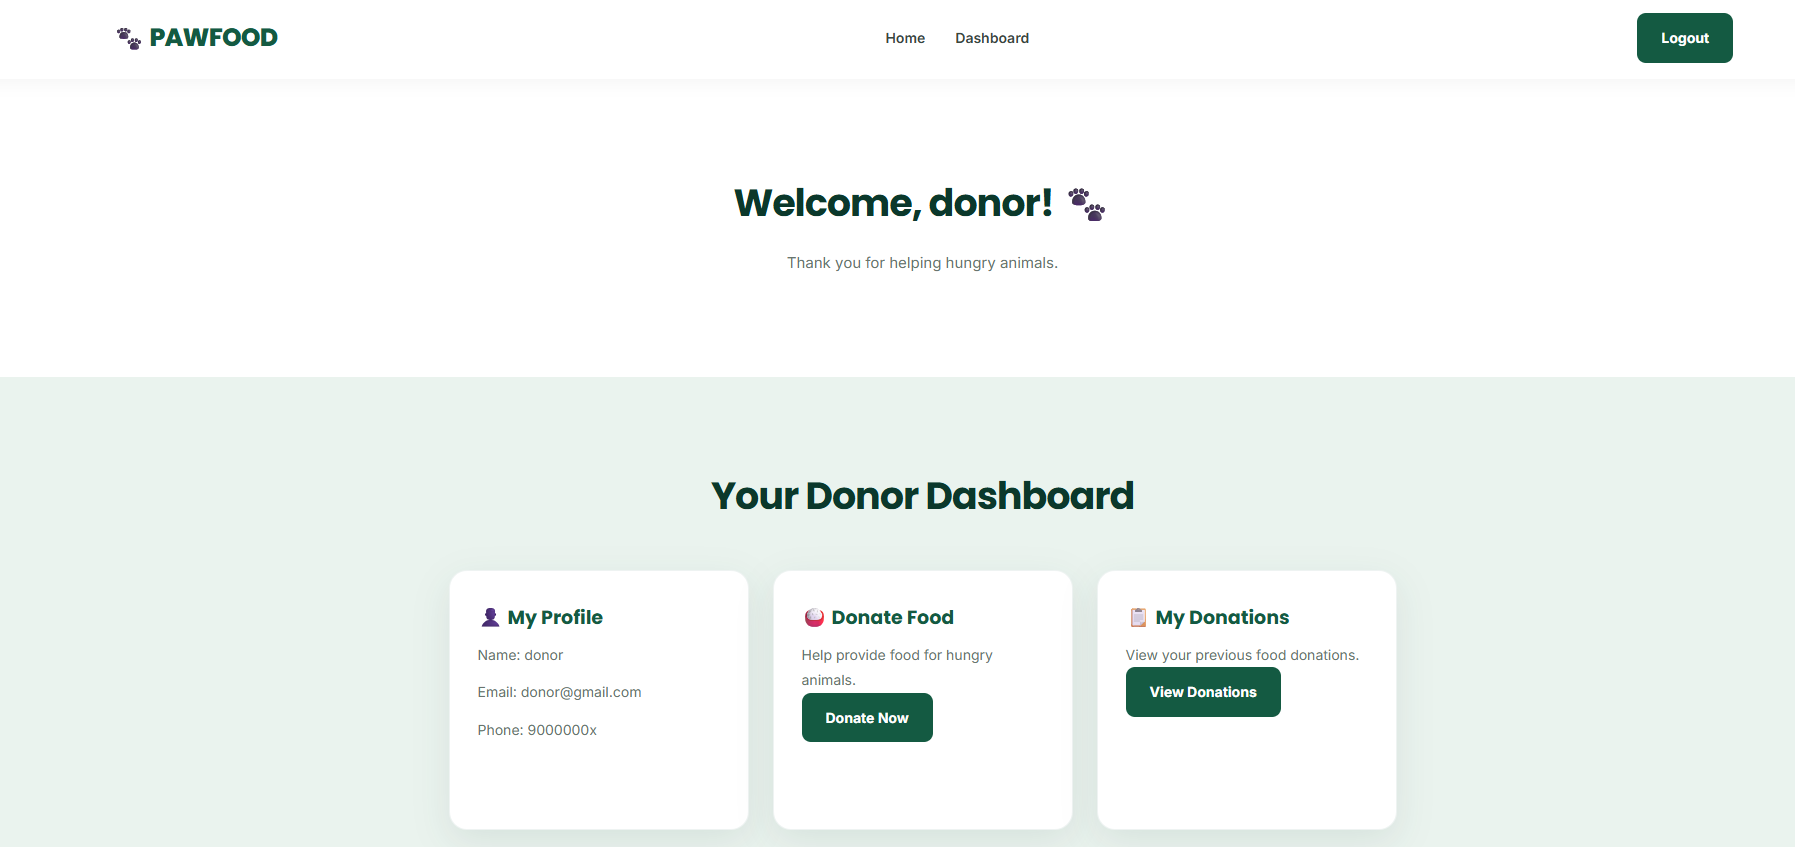 PAWFOOD
Home
Dashboard
Logout
Welcome, donor!
Thank you for helping hungry animals.
Your Donor Dashboard
My Profile
Name: donor
Email: donor@gmail.com
Phone: 9000000x
Donate Food
Help provide food for hungry
animals.
Donate Now
My Donations
View your previous food donations.
View Donations